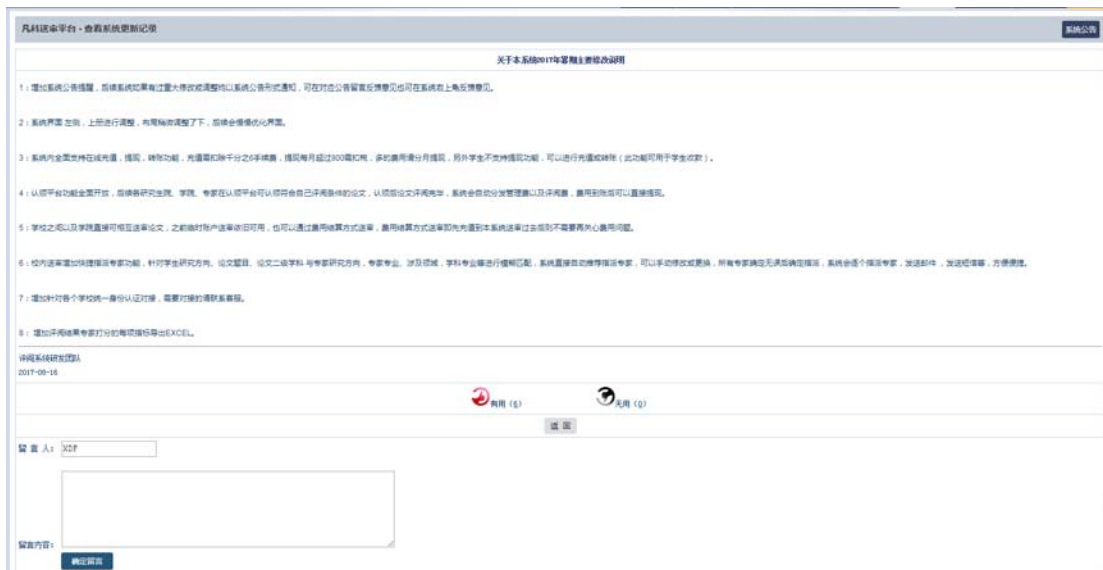 凡科送审平台 - 查看系统更新记录
系统公告
关于本系统2017年暑期主要修改说明
1：增加系统公告提醒，后续系统如果有过重大修改或调整均以系统公告形式通知，可在对应公告留言反馈意见也可在系统右上角反馈意见。
2：系统界面 左侧，上册进行调整，布局稍微调整了下，后续会慢慢优化界面。
3：系统内全面支持在线充值，提现，转账功能，充值需扣除千分之6手续费，提现每月超过800需扣税，多的费用请分月提现，另外学生不支持提现功能，可以进行充值或转账（此功能可用于学生收款）。
4：认领平台功能全面开放，后续各研究生院、学院、专家在认领平台可认领符合自己评阅条件的论文，认领后论文评阅完毕，系统会自动分发管理费以及评阅费，费用到账后可以直接提现。
5：学校之间以及学院直接可相互送审论文，之前临时账户送审依旧可用，也可以通过费用结算方式送审，费用结算方式送审即先充值到本系统送审过去后则不需要再关心费用问题。
6：校内送审增加快捷指派专家功能，针对学生研究方向、论文题目、论文二级学科 与专家研究方向，专家专业、涉及领域，学科专业等进行模糊匹配，系统直接自动推荐指派专家，可以手动修改或更换，所有专家确定无误后确定指派，系统会逐个指派专家，发送邮件 ，发送短信等，方便便捷。
7：增加针对各个学校统一身份认证对接，需要对接的请联系客服。
8： 增加评阅结果专家打分的每项指标导出EXCEL。
评阅系统研发团队
2017-08-16
有用（6） 无用（0）
返 回
留 言 人: XDF
留言内容:
确定留言